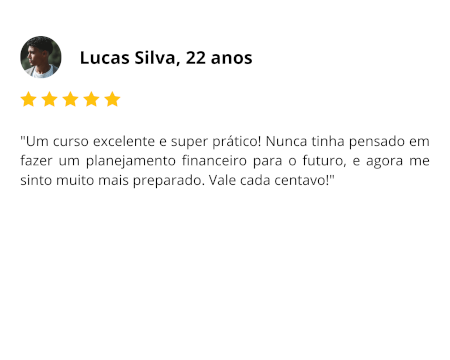 Lucas Silva, 22 anos
"Um curso excelente e super prático! Nunca tinha pensado em
fazer um planejamento financeiro para o futuro, e agora me
sinto muito mais preparado. Vale cada centavo!"